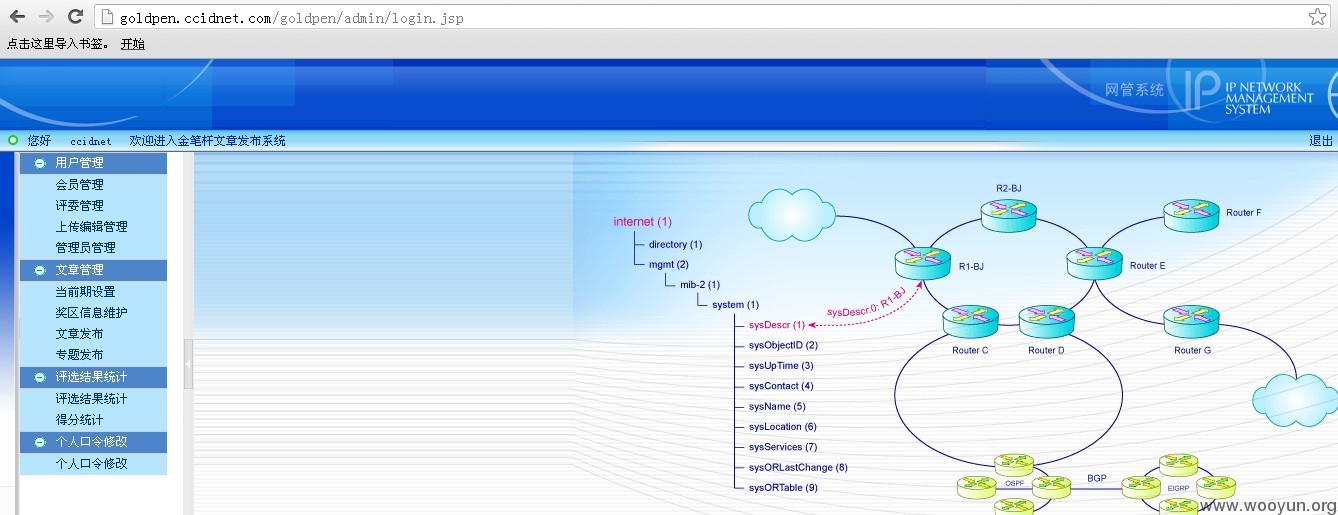 goldpen.ccidnet.com/goldpen/admin/login.jsp
点击这里导入书签。 开始
网管系统 IP IP NETWORK
MANAGEMENT
SYSTEM
您好 ccidnet 欢迎进入金笔杆文章发布系统 退出
用户管理
会员管理
评委管理
上传编辑管理
管理员管理
文章管理
当前期设置
奖区信息维护
文章发布
专题发布
评选结果统计
评选结果统计
得分统计
个人口令修改
个人口令修改
internet (1)
directory (1)
mgmt (2)
mib-2 (1)
system (1)
sysDescr (1)
sysObjectID (2)
sysUpTime (3)
sysContact (4)
sysName (5)
sysLocation (6)
sysServices (7)
sysORLastChange (8)
sysORTable (9)
sysDescr.0: R1-BJ
R2-BJ
Router F
R1-BJ
Router E
Router C
Router D
Router G
OSPF
BGP
EIGRP
www.wooyun.org